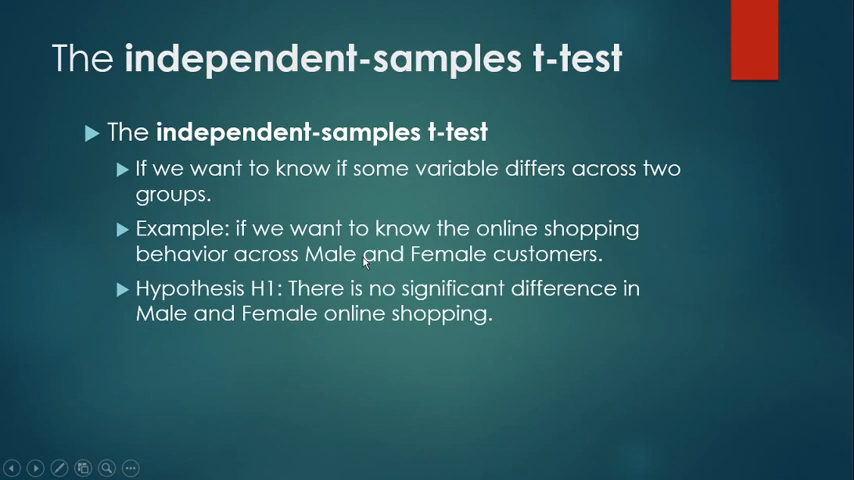 The independent-samples t-test
The independent-samples t-test
If we want to know if some variable differs across two
groups.
Example: if we want to know the online shopping
behavior across Male and Female customers.
Hypothesis H1: There is no significant difference in
Male and Female online shopping.